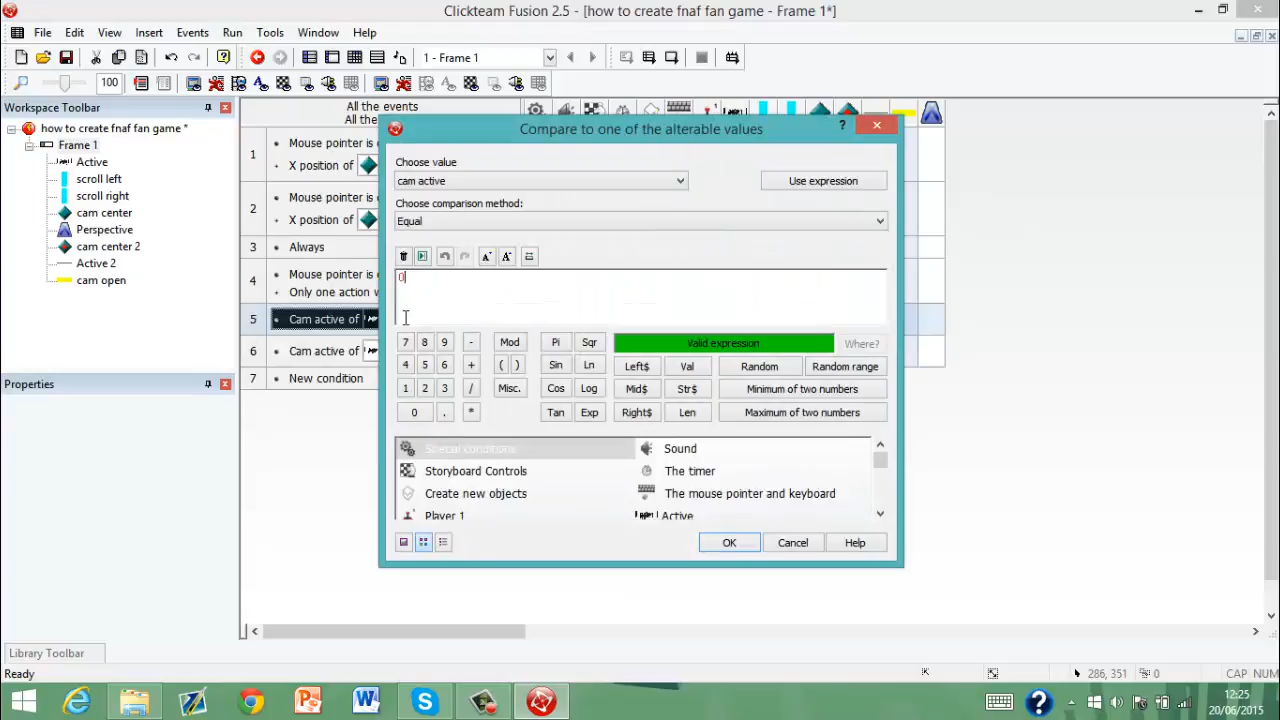 Clickteam Fusion 2.5 - [how to create fnaf fan game - Frame 1*]
File Edit View Insert Events Run Tools Window Help
1 - Frame 1
100
Workspace Toolbar
how to create fnaf fan game *
Frame 1
Active
scroll left
scroll right
cam center
Perspective
cam center 2
Active 2
cam open
Properties
Library Toolbar
All the events
All the
1 Mouse pointer is
X position of
2 Mouse pointer is
X position of
3 Always
4 Mouse pointer is
Only one action
5 Cam active of
6 Cam active of
7 New condition
Compare to one of the alterable values
Choose value
cam active
Use expression
Choose comparison method:
Equal
0
7 8 9 - Mod Pi Sqr Valid expression Where?
4 5 6 + ( ) Sin Ln Left$ Val Random Random range
1 2 3 / Misc. Cos Log Mid$ Str$ Minimum of two numbers
0 . * Tan Exp Right$ Len Maximum of two numbers
Special conditions Sound
Storyboard Controls The timer
Create new objects The mouse pointer and keyboard
Player 1 Active
OK Cancel Help
Ready
286, 351 0 CAP NUM
12:25
20/06/2015